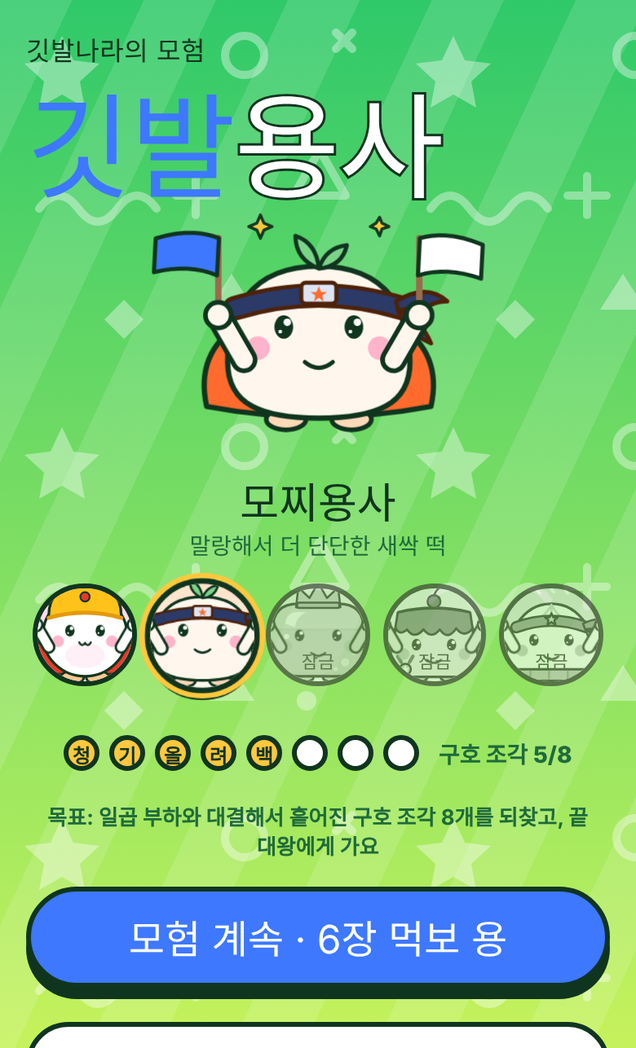 깃발나라의 모험
깃발용사
모찌용사
말랑해서 더 단단한 새싹 떡
잠금 잠금 잠금
청 기 올 려 백 구호 조각 5/8
목표: 일곱 부하와 대결해서 흩어진 구호 조각 8개를 되찾고, 끝
대왕에게 가요
모험 계속 · 6장 먹보 용